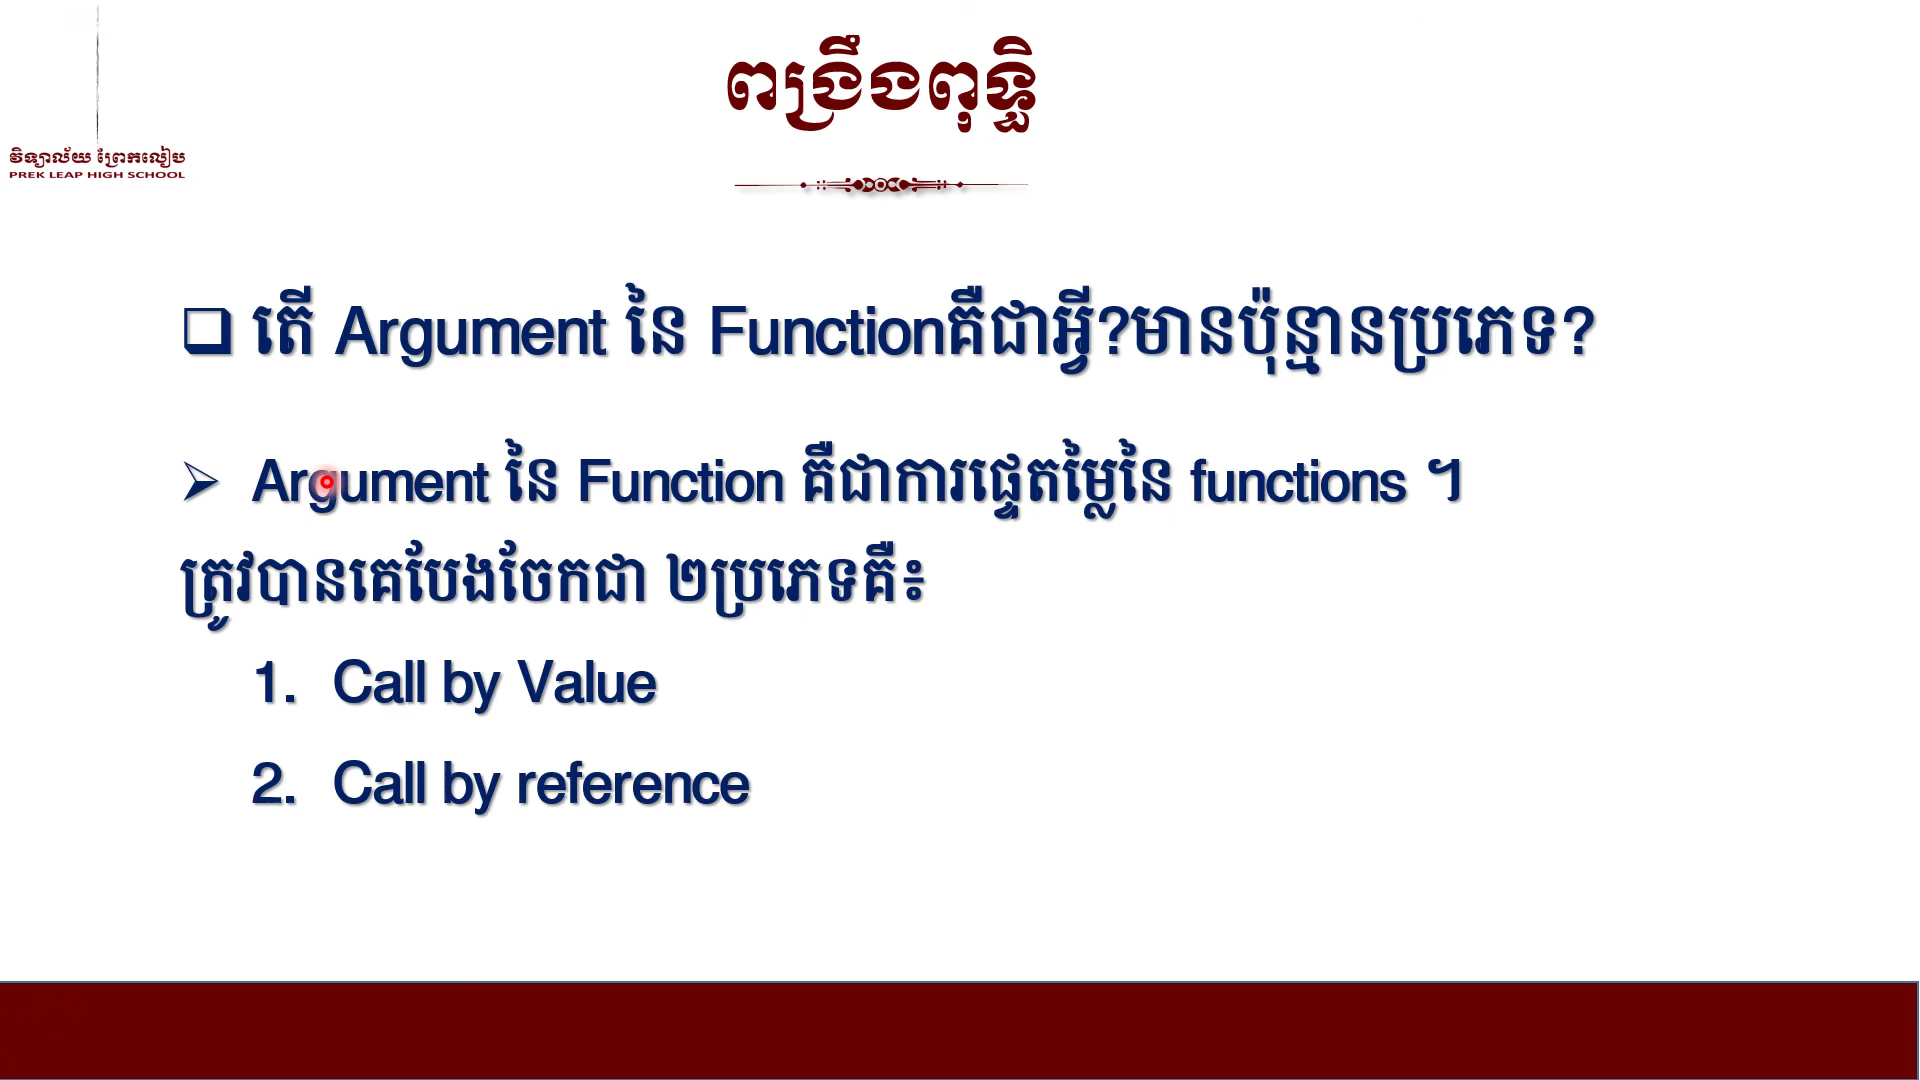 ពង្រឹងពុទ្ធិ
វិទ្យាល័យ ព្រែកលៀប
PREK LEAP HIGH SCHOOL
តើ Argument នៃ Functionគឺជាអ្វី?មានប៉ុន្មានប្រភេទ?
Argument នៃ Function គឺជាការផ្ទេតម្លៃនៃ functions ។
ត្រូវបានគេបែងចែកជា ២ប្រភេទគឺ៖
1. Call by Value
2. Call by reference